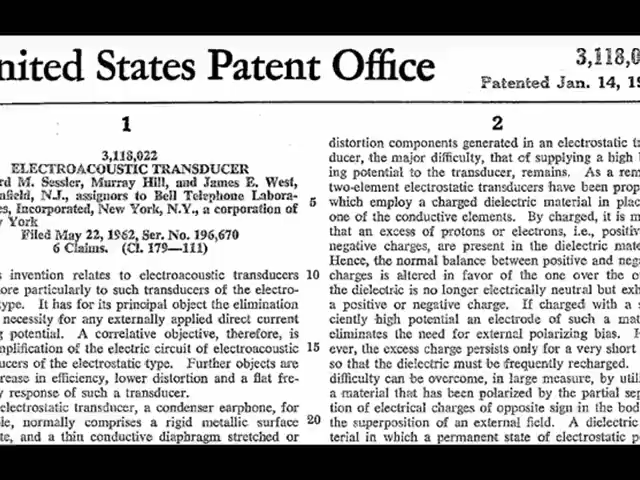 nited States Patent Office
3,118,0
Patented Jan. 14, 19
1
3,118,022
ELECTROACOUSTIC TRANSDUCER
rd M. Sessler, Murray Hill, and James E. West,
nfield, N.J., assignors to Bell Telephone Labora-
es, Incorporated, New York, N.Y., a corporation of
York
Filed May 22, 1962, Ser. No. 196,670
6 Claims. (Cl. 179—111)
s invention relates to electroacoustic transducers
ore particularly to such transducers of the electro-
type. It has for its principal object the elimination
necessity for any externally applied direct current
g potential. A correlative objective, therefore, is
mplification of the electric circuit of electroacoustic
ucers of the electrostatic type. Further objects are
rease in efficiency, lower distortion and a flat fre-
y response of such a transducer.
electrostatic transducer, a condenser earphone, for
le, normally comprises a rigid metallic surface
te, and a thin conductive diaphragm stretched or
5
10
15
20
2
distortion components generated in an electrostatic tr
ducer, the major difficulty, that of supplying a high b
ing potential to the transducer, remains. As a rem
two-element electrostatic transducers have been prop
which employ a charged dielectric material in plac
one of the conductive elements. By charged, it is m
that an excess of protons or electrons, i.e., positiv
negative charges, are present in the dielectric mate
Hence, the normal balance between positive and neg
charges is altered in favor of the one over the o
the dielectric is no longer electrically neutral but exh
a positive or negative charge. If charged with a s
ciently high potential an electrode of such a mat
eliminates the need for external polarizing bias. H
ever, the excess charge persists only for a very short
so that the dielectric must be frequently recharged.
difficulty can be overcome, in large measure, by utili
a material that has been polarized by the partial sep
tion of electrical charges of opposite sign in the bod
the superposition of an external field. A dielectric
terial in which a permanent state of electrostatic p